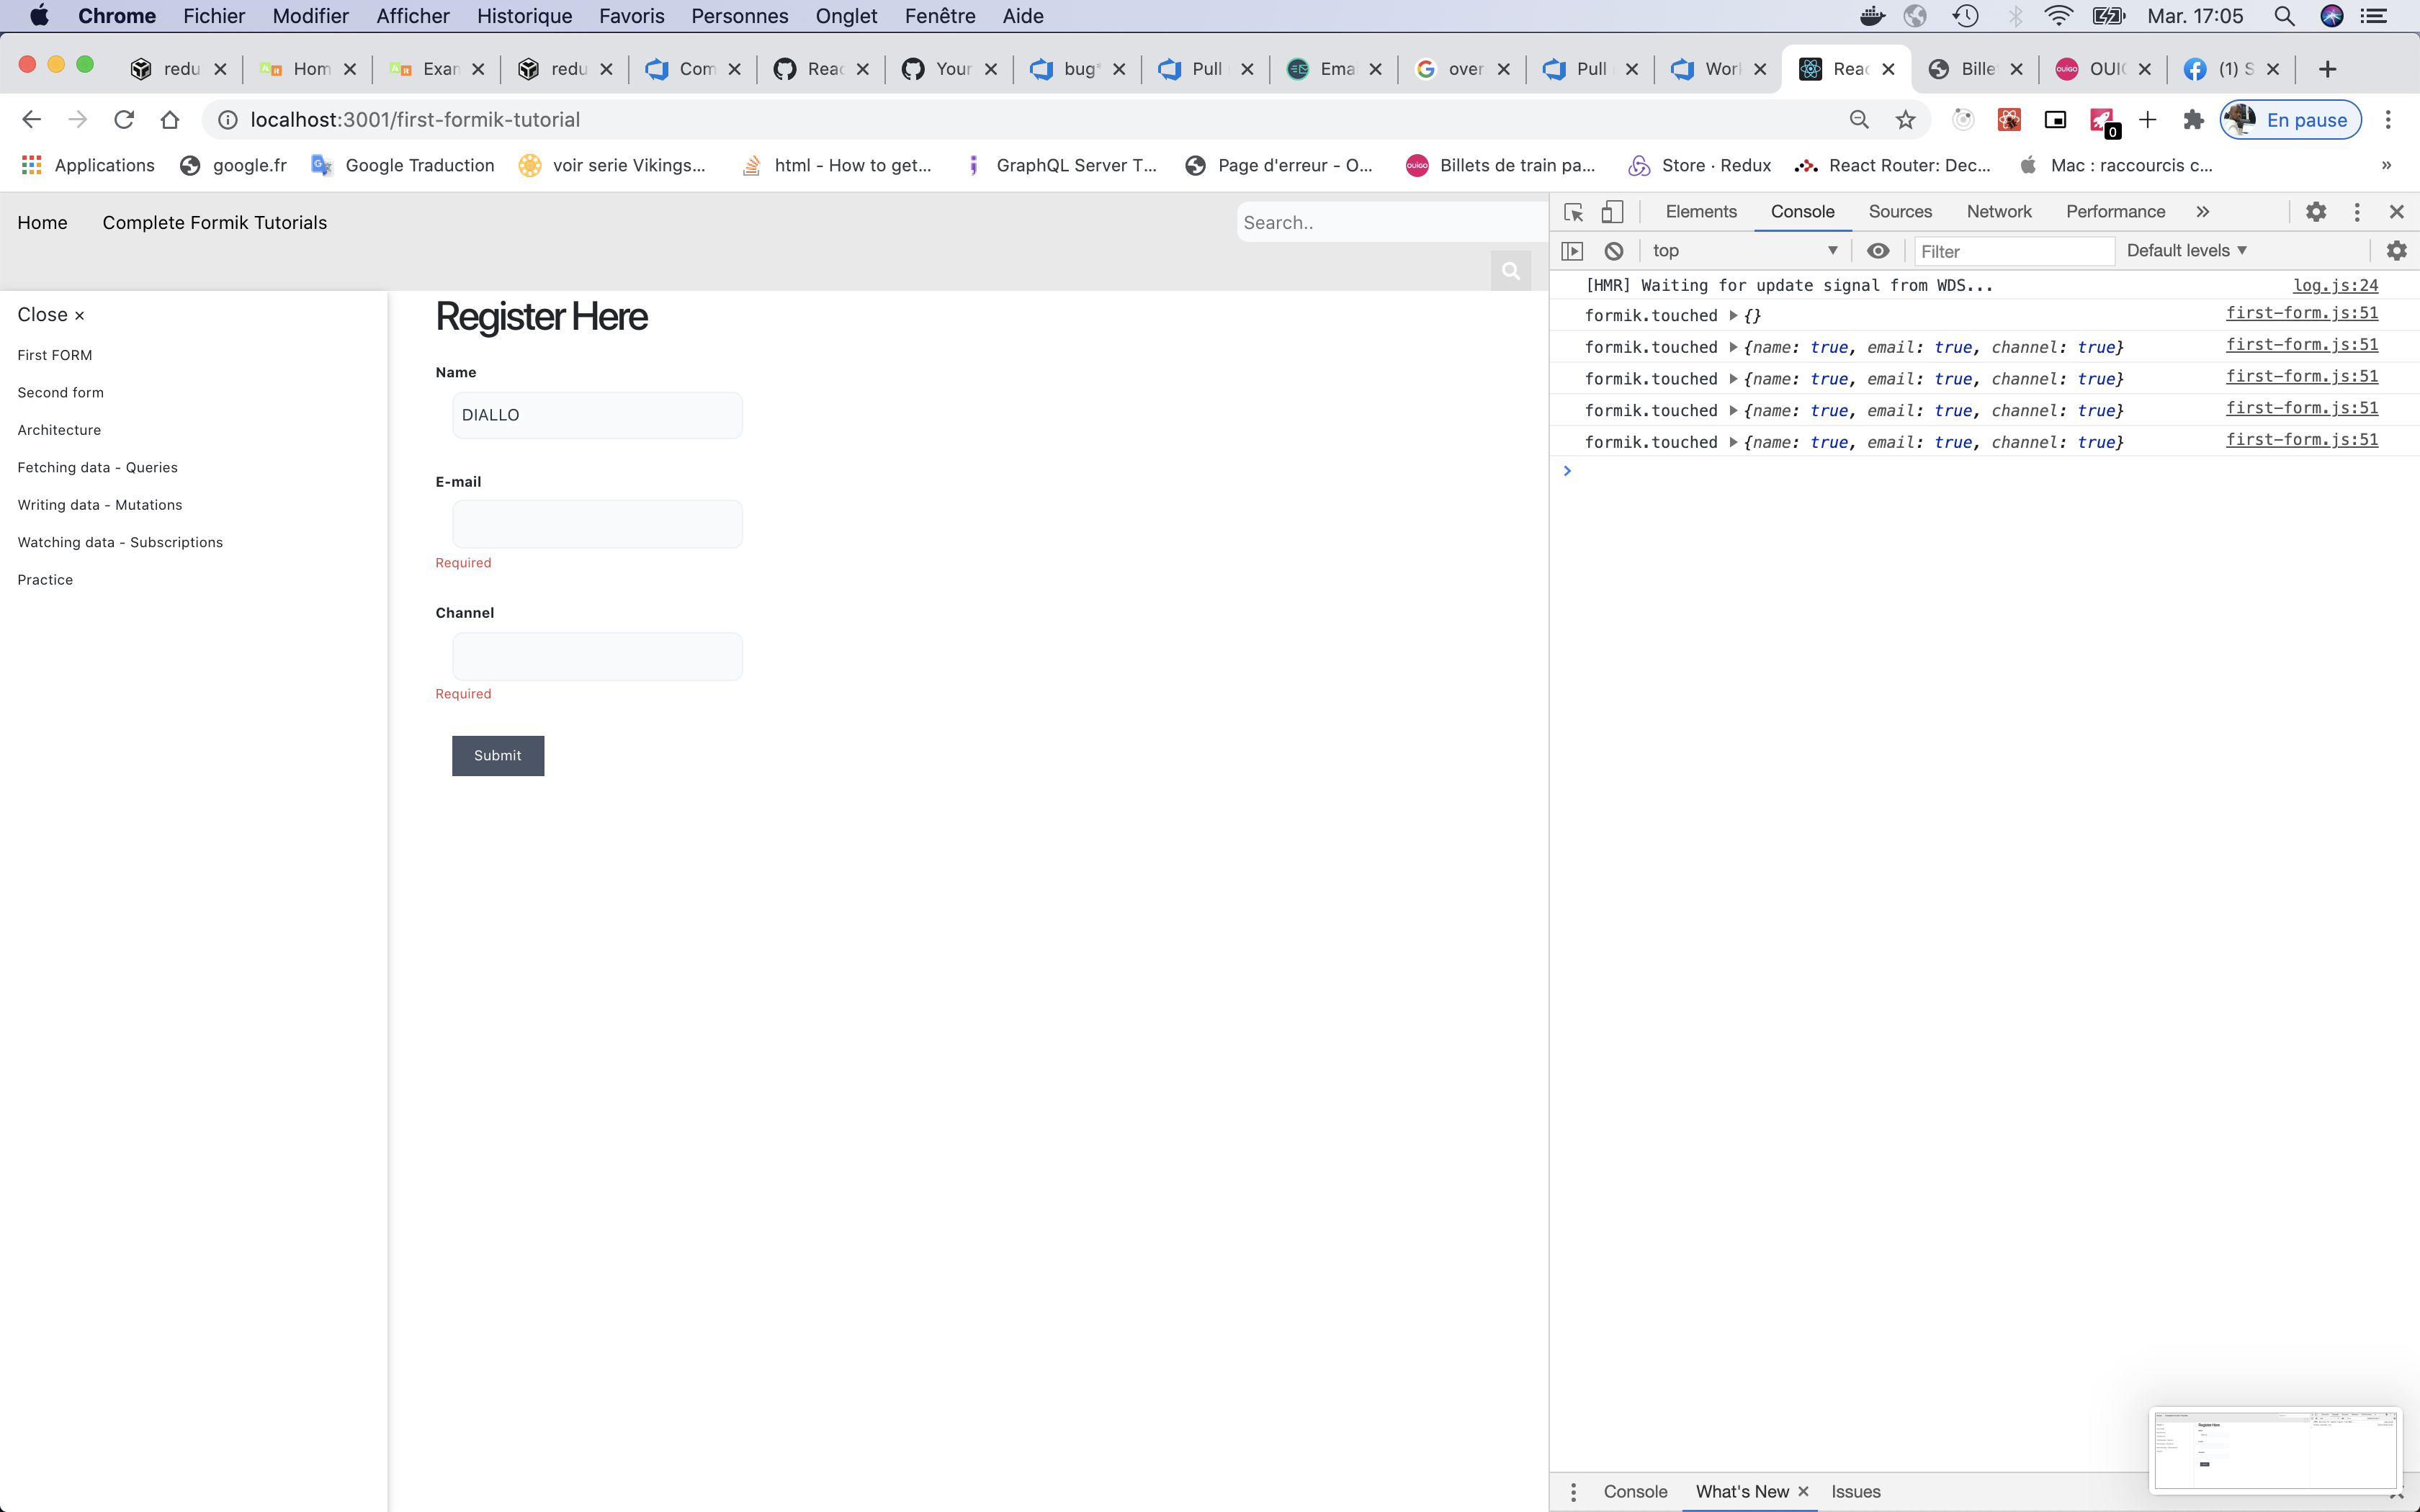 Chrome Fichier Modifier Afficher Historique Favoris Personnes Onglet Fenêtre Aide Mar. 17:05
redu Hom Exan redu Com Reac Your bug* Pull Ema over Pull Work Reac Bille OUIG (1) S
localhost:3001/first-formik-tutorial 0 En pause
Applications google.fr Google Traduction voir serie Vikings... html - How to get... GraphQL Server T... Page d'erreur - O... OUIGO Billets de train pa... Store · Redux React Router: Dec... Mac : raccourcis c... »
Home Complete Formik Tutorials Search..
Close ×
First FORM
Second form
Architecture
Fetching data - Queries
Writing data - Mutations
Watching data - Subscriptions
Practice
Register Here
Name
DIALLO
E-mail
Required
Channel
Required
Submit
Elements Console Sources Network Performance »
top Filter Default levels
[HMR] Waiting for update signal from WDS... log.js:24
formik.touched {} first-form.js:51
formik.touched {name: true, email: true, channel: true} first-form.js:51
formik.touched {name: true, email: true, channel: true} first-form.js:51
formik.touched {name: true, email: true, channel: true} first-form.js:51
formik.touched {name: true, email: true, channel: true} first-form.js:51
Console What's New Issues